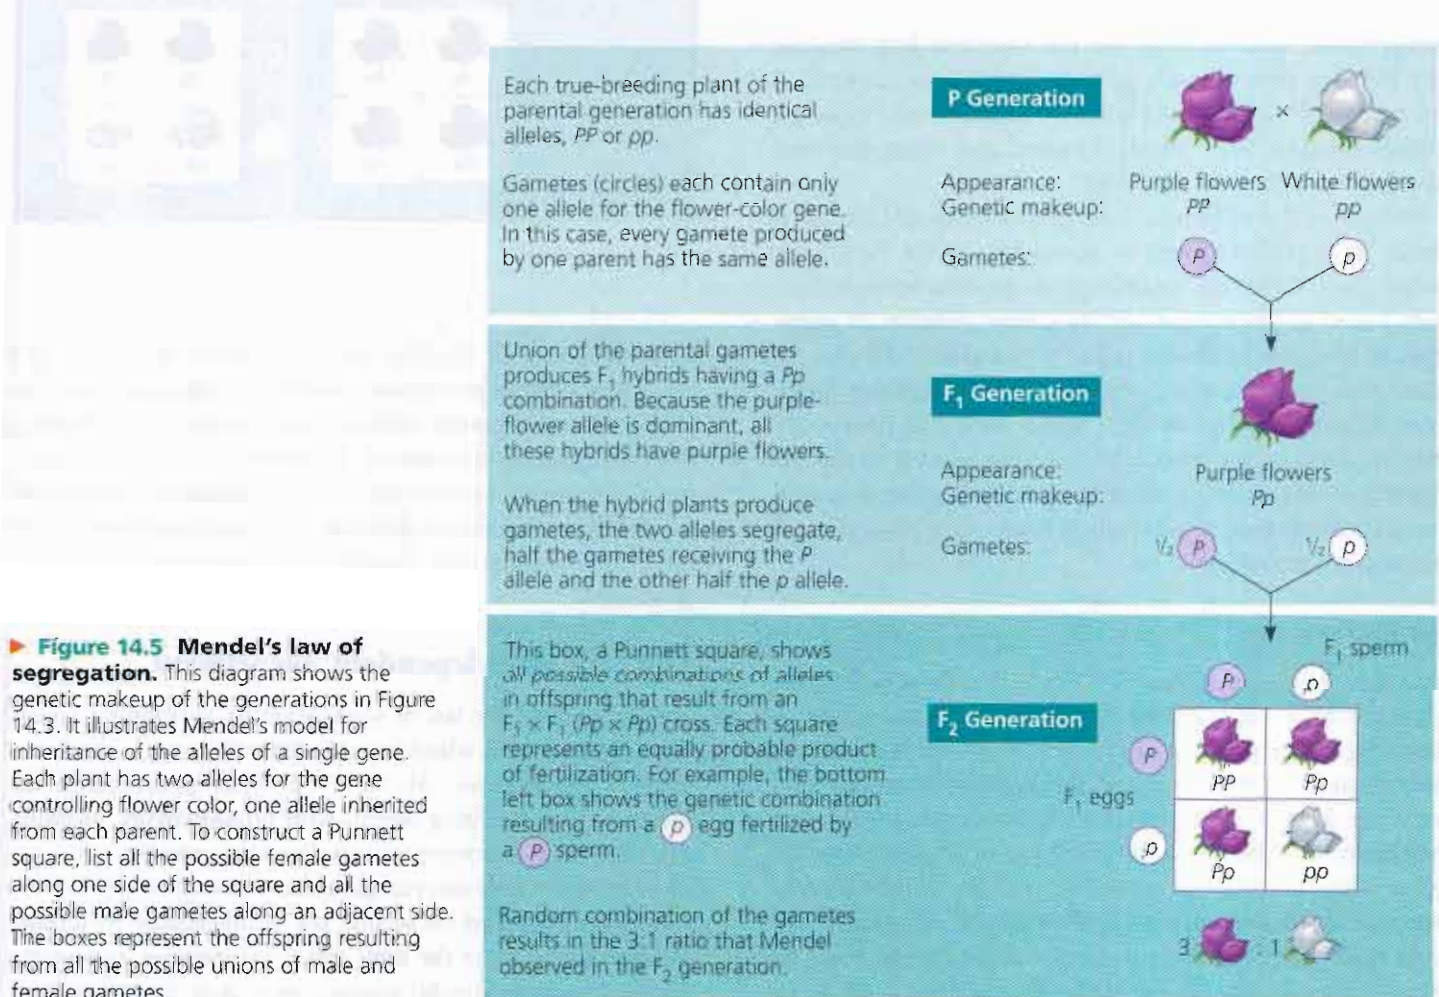 Each true-breeding plant of the
parental generation has identical
alleles, PP or pp.
Gametes (circles) each contain only
one allele for the flower-color gene.
In this case, every gamete produced
by one parent has the same allele.
P Generation
×
Appearance: Purple flowers White flowers
Genetic makeup: PP pp
Gametes: P p
Union of the parental gametes
produces F₁ hybrids having a Pp
combination. Because the purple-
flower allele is dominant, all
these hybrids have purple flowers.
When the hybrid plants produce
gametes, the two alleles segregate,
half the gametes receiving the P
allele and the other half the p allele.
F₁ Generation
Appearance: Purple flowers
Genetic makeup: Pp
Gametes: ½ P ½ p
This box, a Punnett square, shows
all possible combinations of alleles
in offspring that result from an
F₁ × F₁ (Pp × Pp) cross. Each square
represents an equally probable product
of fertilization. For example, the bottom
left box shows the genetic combination
resulting from a p egg fertilized by
a P sperm.
Random combination of the gametes
results in the 3:1 ratio that Mendel
observed in the F₂ generation.
F₂ Generation
F₁ sperm
P p
P
PP Pp
F₁ eggs
p
Pp pp
3 : 1
► Figure 14.5 Mendel's law of
segregation. This diagram shows the
genetic makeup of the generations in Figure
14.3. It illustrates Mendel's model for
inheritance of the alleles of a single gene.
Each plant has two alleles for the gene
controlling flower color, one allele inherited
from each parent. To construct a Punnett
square, list all the possible female gametes
along one side of the square and all the
possible male gametes along an adjacent side.
The boxes represent the offspring resulting
from all the possible unions of male and
female gametes.